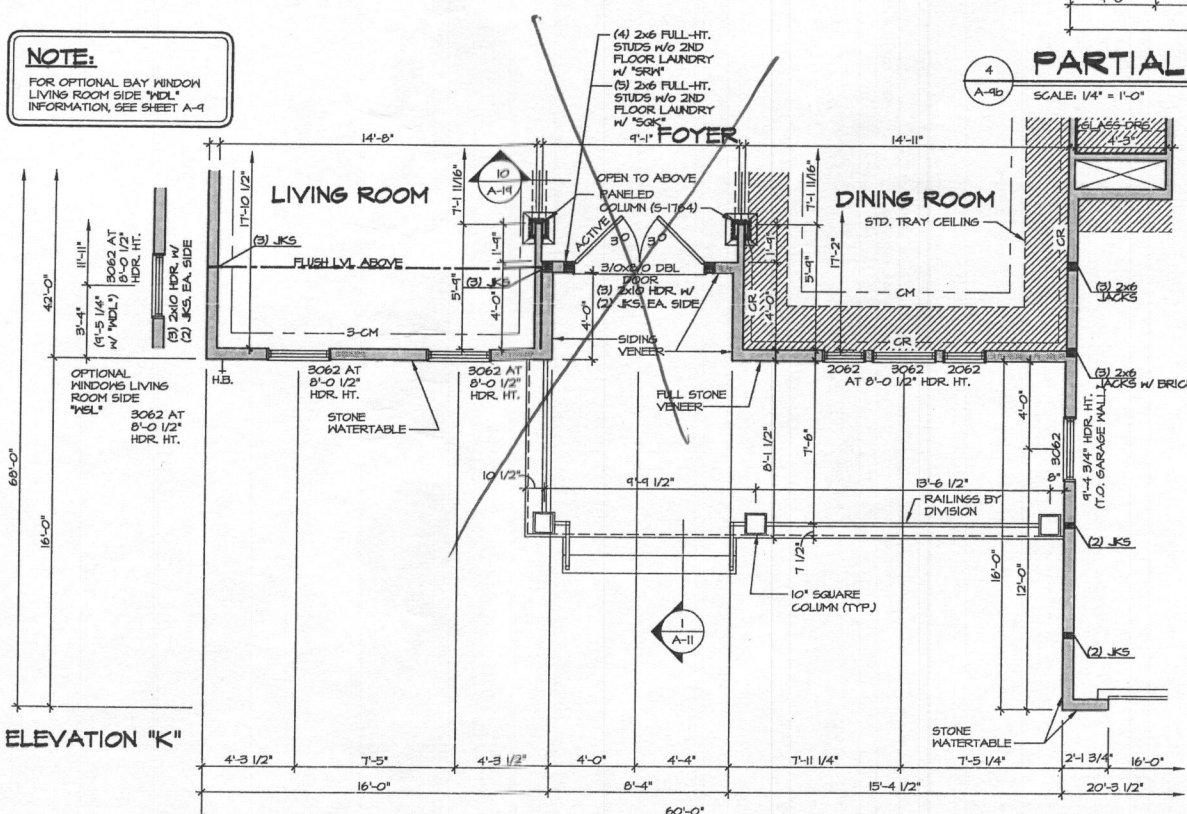 NOTE:
FOR OPTIONAL BAY WINDOW
LIVING ROOM SIDE "WDL"
INFORMATION, SEE SHEET A-9
(4) 2x6 FULL-HT.
STUDS W/O 2ND
FLOOR LAUNDRY
W/ "SRW"
(5) 2x6 FULL-HT.
STUDS W/O 2ND
FLOOR LAUNDRY
W/ "SGK"
4
A-9b
PARTIAL
SCALE: 1/4" = 1'-0"
14'-8"
9'-1"
FOYER
14'-11"
GLASS DRS
4'-3"
10
A-19
LIVING ROOM
17'-10 1/2"
7'-1 11/16"
OPEN TO ABOVE
PANELED
COLUMN (S-1764)
7'-1 11/16"
DINING ROOM
STD. TRAY CEILING
(3) JKS
FLUSH LVL ABOVE
1'-9"
5'-9"
4'-0"
(3) JKS
ACTIVE
3/0x8/0 DBL
DOOR
(3) 2x10 HDR. W/
(2) JKS. EA. SIDE
4'-0"
CR
1'-9"
4'-0"
5'-9"
17'-2"
CM
CR
CR
(3) 2x6
JACKS
3-CM
SIDING
VENEER
42'-0"
11'-11"
3'-4"
(9'-5 1/4"
W/ "WDL")
3062 AT
8'-0 1/2"
HDR. HT.
(3) 2x10 HDR. W/
(2) JKS. EA. SIDE
OPTIONAL
WINDOWS LIVING
ROOM SIDE
"WSL"
3062 AT
8'-0 1/2"
HDR. HT.
H.B.
3062 AT
8'-0 1/2"
HDR. HT.
STONE
WATERTABLE
3062 AT
8'-0 1/2"
HDR. HT.
FULL STONE
VENEER
2062
3062
2062
AT 8'-0 1/2" HDR. HT.
(3) 2x6
JACKS W/ BRIC
68'-0"
16'-0"
10 1/2"
9'-9 1/2"
8'-1 1/2"
7'-6"
13'-6 1/2"
4'-0"
8"
3062
9'-4 3/4" HDR. HT.
(T.O. GARAGE WALL)
RAILINGS BY
DIVISION
7 1/2"
16'-0"
12'-0"
(2) JKS
10" SQUARE
COLUMN (TYP.)
1
A-11
(2) JKS
STONE
WATERTABLE
ELEVATION "K"
4'-3 1/2"
7'-5"
4'-3 1/2"
4'-0"
4'-4"
7'-11 1/4"
7'-5 1/4"
2'-1 3/4"
16'-0"
16'-0"
8'-4"
15'-4 1/2"
20'-3 1/2"
60'-0"